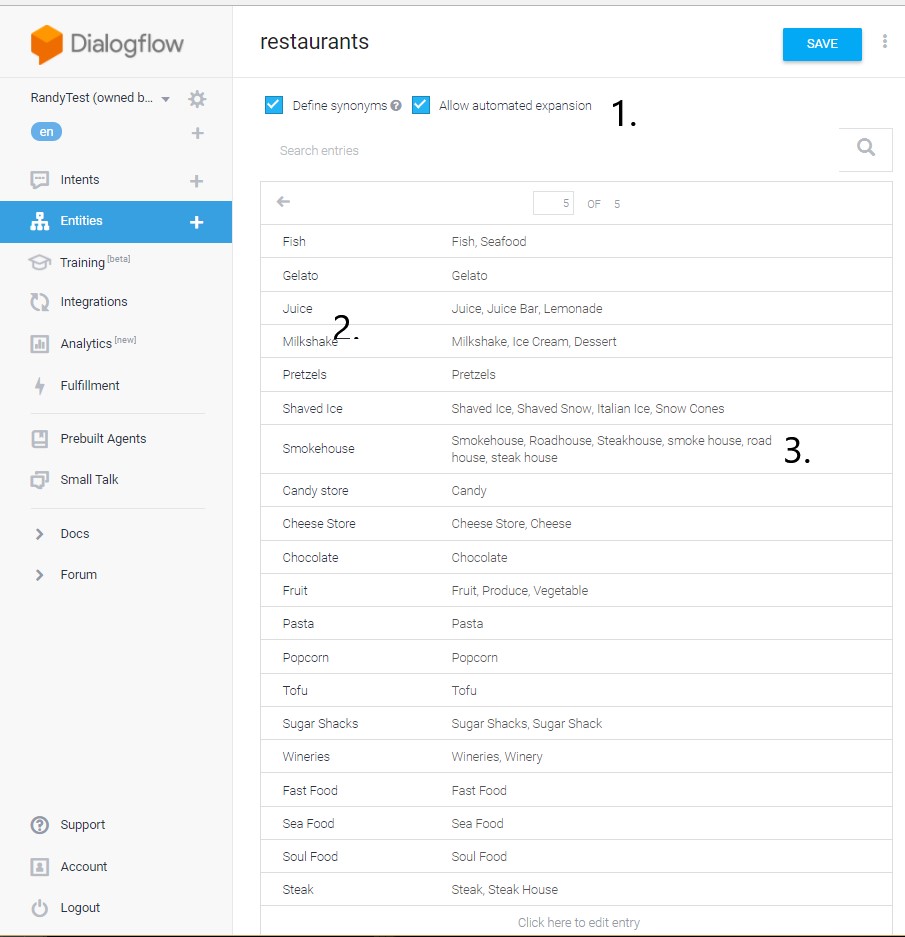 Dialogflow
restaurants
SAVE
RandyTest (owned b...
en
Define synonyms ? Allow automated expansion
1.
Search entries
Intents
Entities
Training [beta]
Integrations
Analytics [new]
Fulfillment
Prebuilt Agents
Small Talk
Docs
Forum
Support
Account
Logout
5 OF 5
Fish Fish, Seafood
Gelato Gelato
Juice Juice, Juice Bar, Lemonade
2.
Milkshake Milkshake, Ice Cream, Dessert
Pretzels Pretzels
Shaved Ice Shaved Ice, Shaved Snow, Italian Ice, Snow Cones
Smokehouse Smokehouse, Roadhouse, Steakhouse, smoke house, road
house, steak house
3.
Candy store Candy
Cheese Store Cheese Store, Cheese
Chocolate Chocolate
Fruit Fruit, Produce, Vegetable
Pasta Pasta
Popcorn Popcorn
Tofu Tofu
Sugar Shacks Sugar Shacks, Sugar Shack
Wineries Wineries, Winery
Fast Food Fast Food
Sea Food Sea Food
Soul Food Soul Food
Steak Steak, Steak House
Click here to edit entry